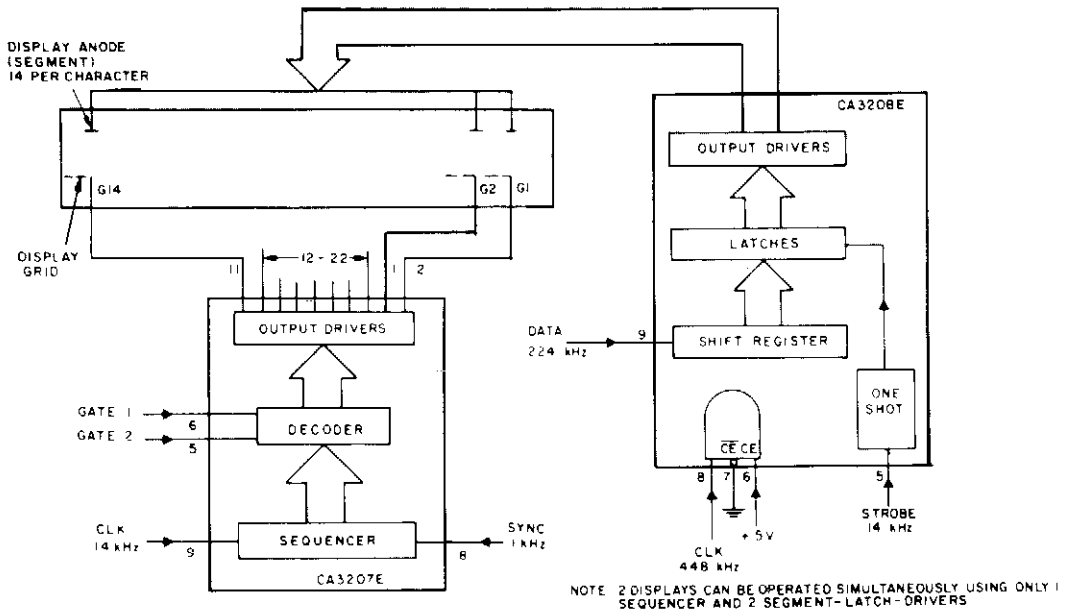 DISPLAY ANODE
(SEGMENT)
14 PER CHARACTER
G14
G2
G1
DISPLAY
GRID
11
12-22
1
2
OUTPUT DRIVERS
GATE 1
6
GATE 2
5
DECODER
CLK
14 kHz
9
SEQUENCER
SYNC
1 kHz
8
CA3207E
CA3208E
OUTPUT DRIVERS
LATCHES
DATA
224 kHz
9
SHIFT REGISTER
ONE
SHOT
CE CE
8
7
6
5
+5V
CLK
448 kHz
STROBE
14 kHz
NOTE 2 DISPLAYS CAN BE OPERATED SIMULTANEOUSLY USING ONLY 1
SEQUENCER AND 2 SEGMENT-LATCH-DRIVERS